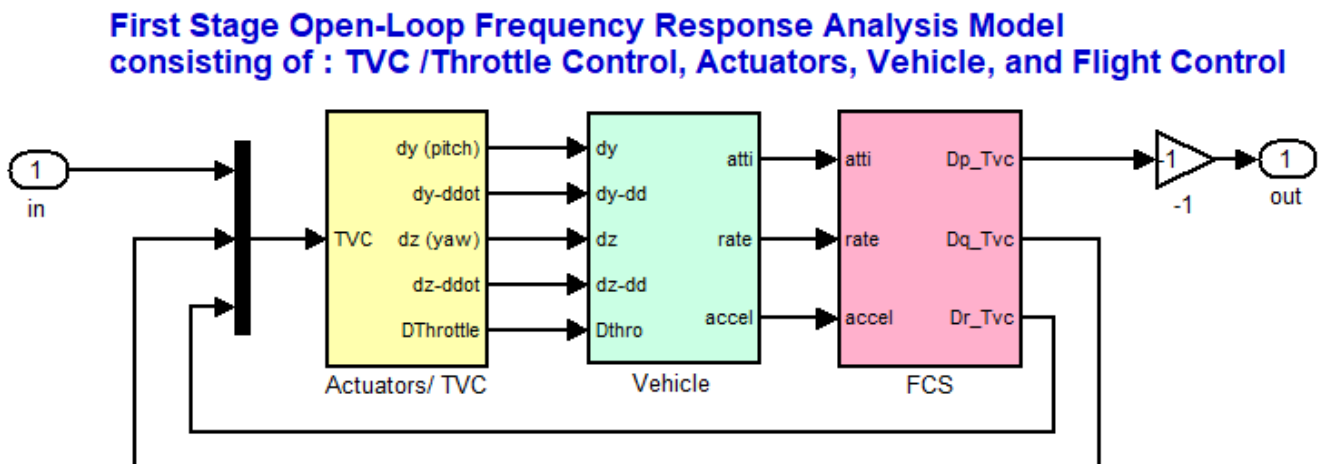 First Stage Open-Loop Frequency Response Analysis Model
consisting of : TVC /Throttle Control, Actuators, Vehicle, and Flight Control
1
in
TVC
dy (pitch)
dy-ddot
dz (yaw)
dz-ddot
DThrottle
Actuators/ TVC
dy
dy-dd
dz
dz-dd
Dthro
atti
rate
accel
Vehicle
atti
rate
accel
Dp_Tvc
Dq_Tvc
Dr_Tvc
FCS
-1
-1
1
out